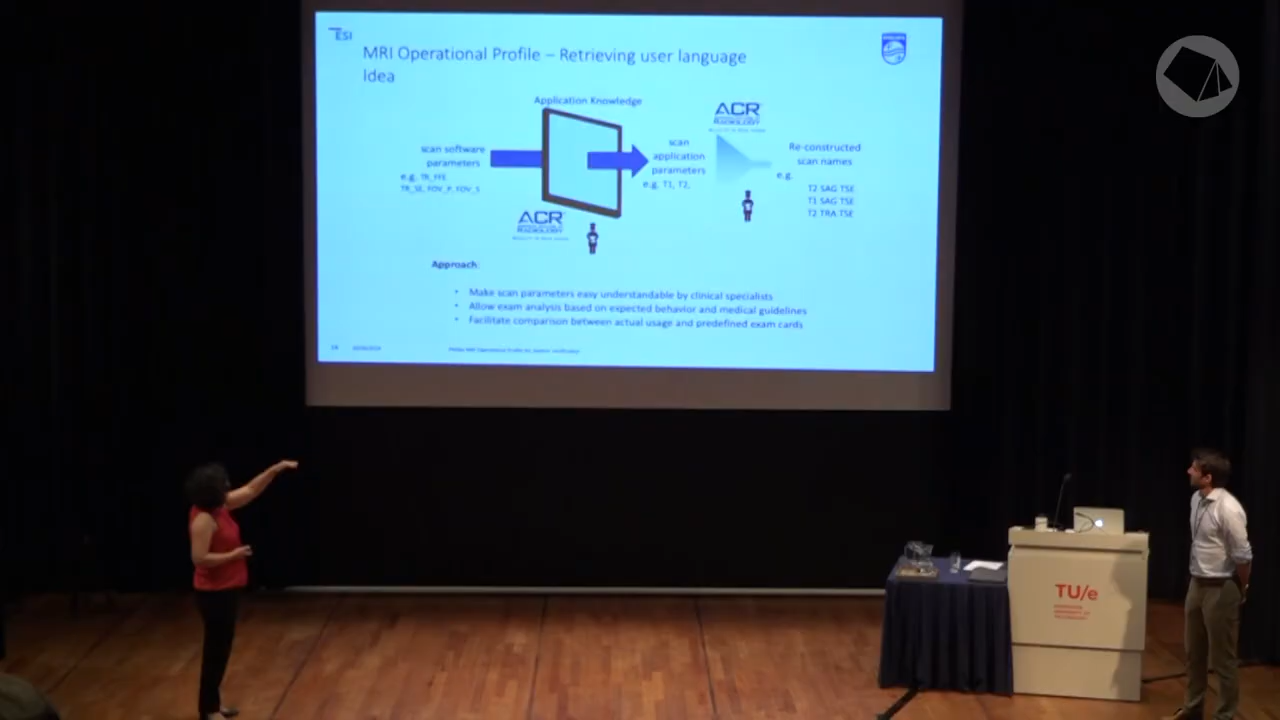 ESI
MRI Operational Profile – Retrieving user language
Idea
Application Knowledge
ACR
RADIOLOGY
scan software
parameters
e.g. TR_FFE
TR_SE, FOV_P, FOV_S
scan
application
parameters
e.g. T1, T2,
Re-constructed
scan names
e.g.
T2 SAG TSE
T1 SAG TSE
T2 TRA TSE
ACR
RADIOLOGY
Approach:
• Make scan parameters easy understandable by clinical specialists
• Allow exam analysis based on expected behavior and medical guidelines
• Facilitate comparison between actual usage and predefined exam cards
TU/e